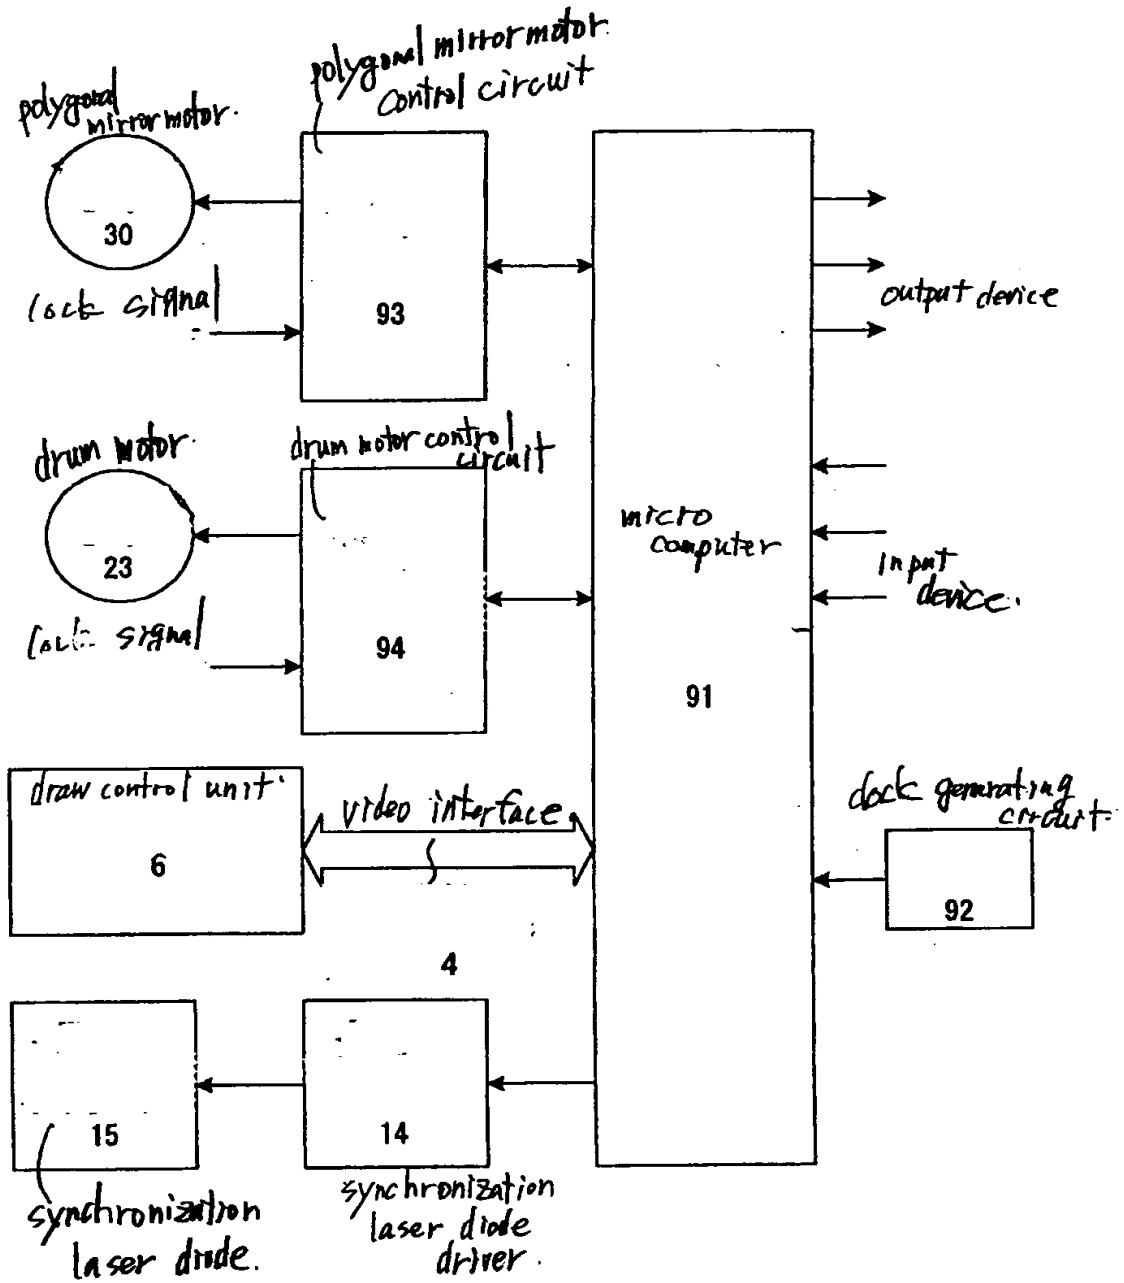 polygonal mirror motor
control circuit
polygonal
mirror motor.
30
lock signal
93
output device
drum motor
drum motor control
circuit
23
lock signal
94
micro
computer
91
input
device.
draw control unit
6
video interface
4
clock generating
circuit
92
15
14
synchronization
laser diode.
synchronization
laser diode
driver.